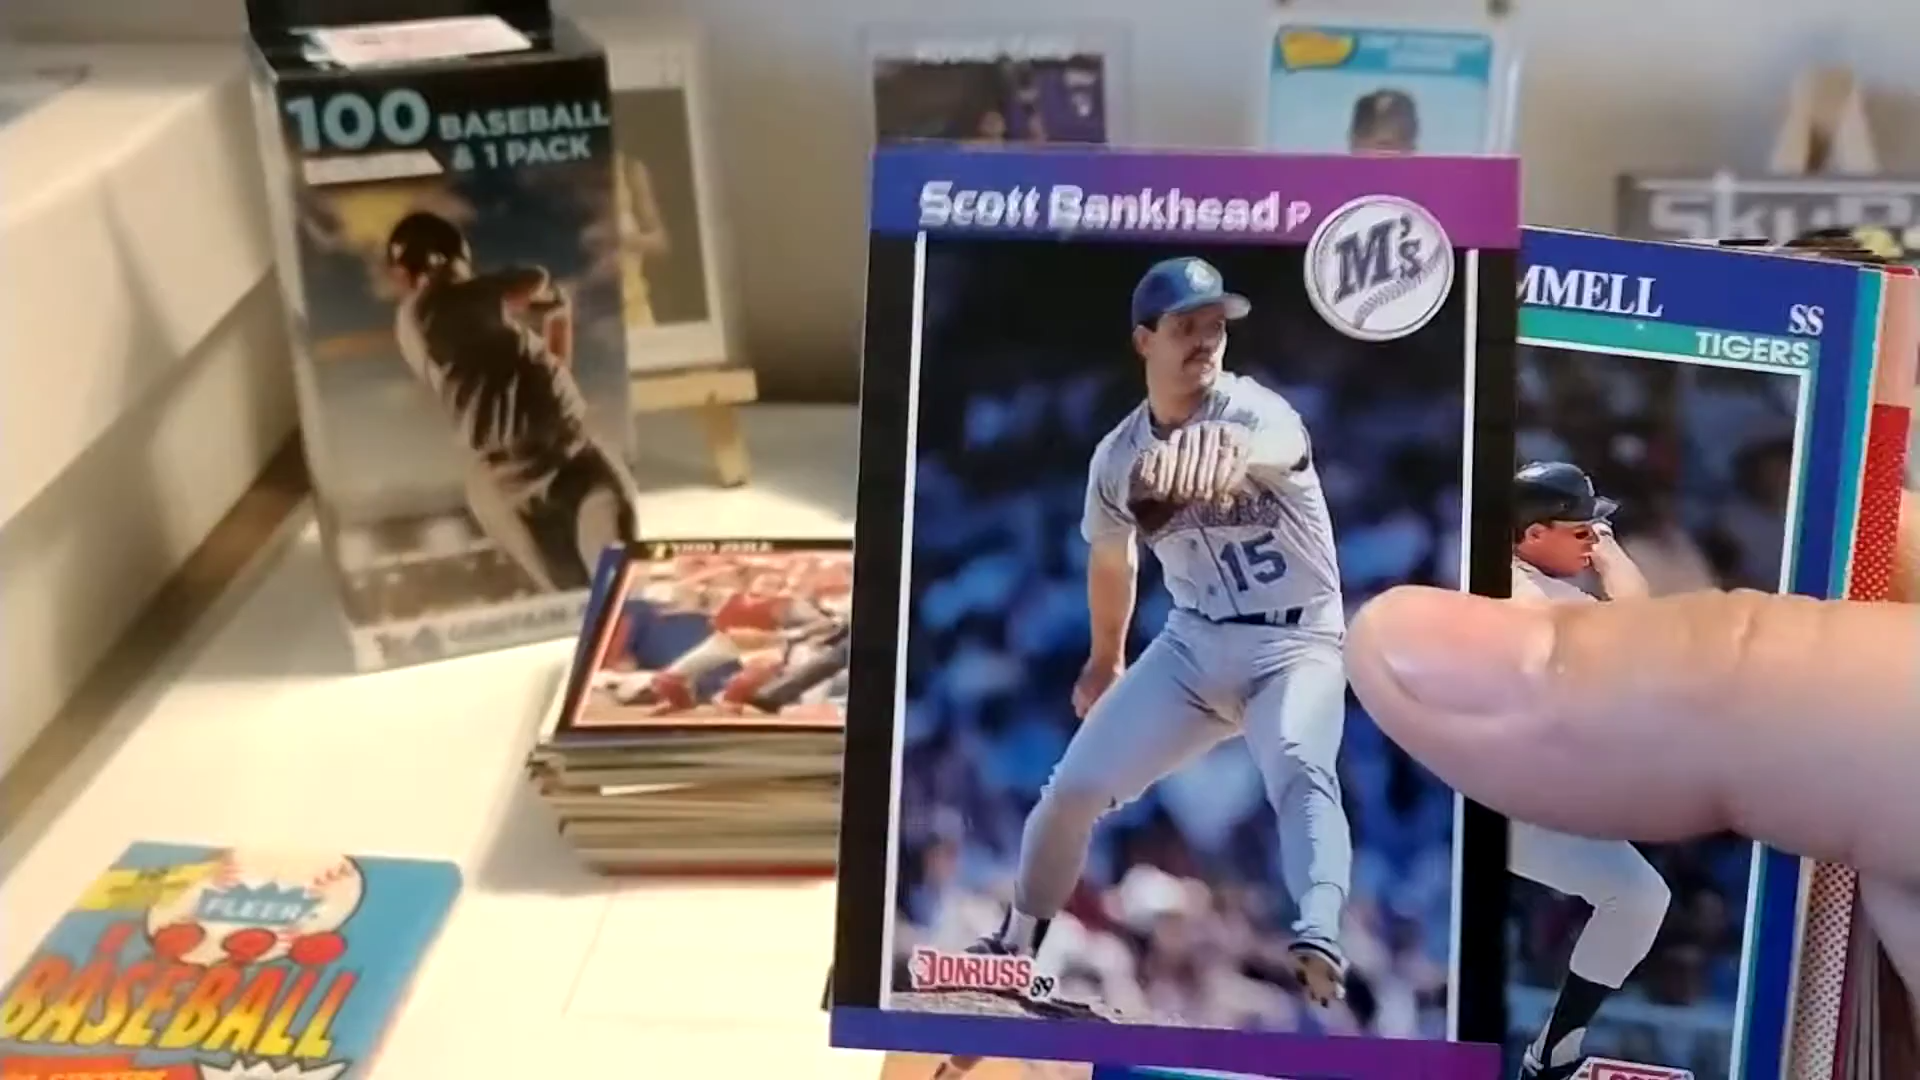 100 BASEBALL
& 1 PACK
Scott Bankhead P
M's
MMELL SS
TIGERS
15
DONRUSS 89
FLEER
BASEBALL